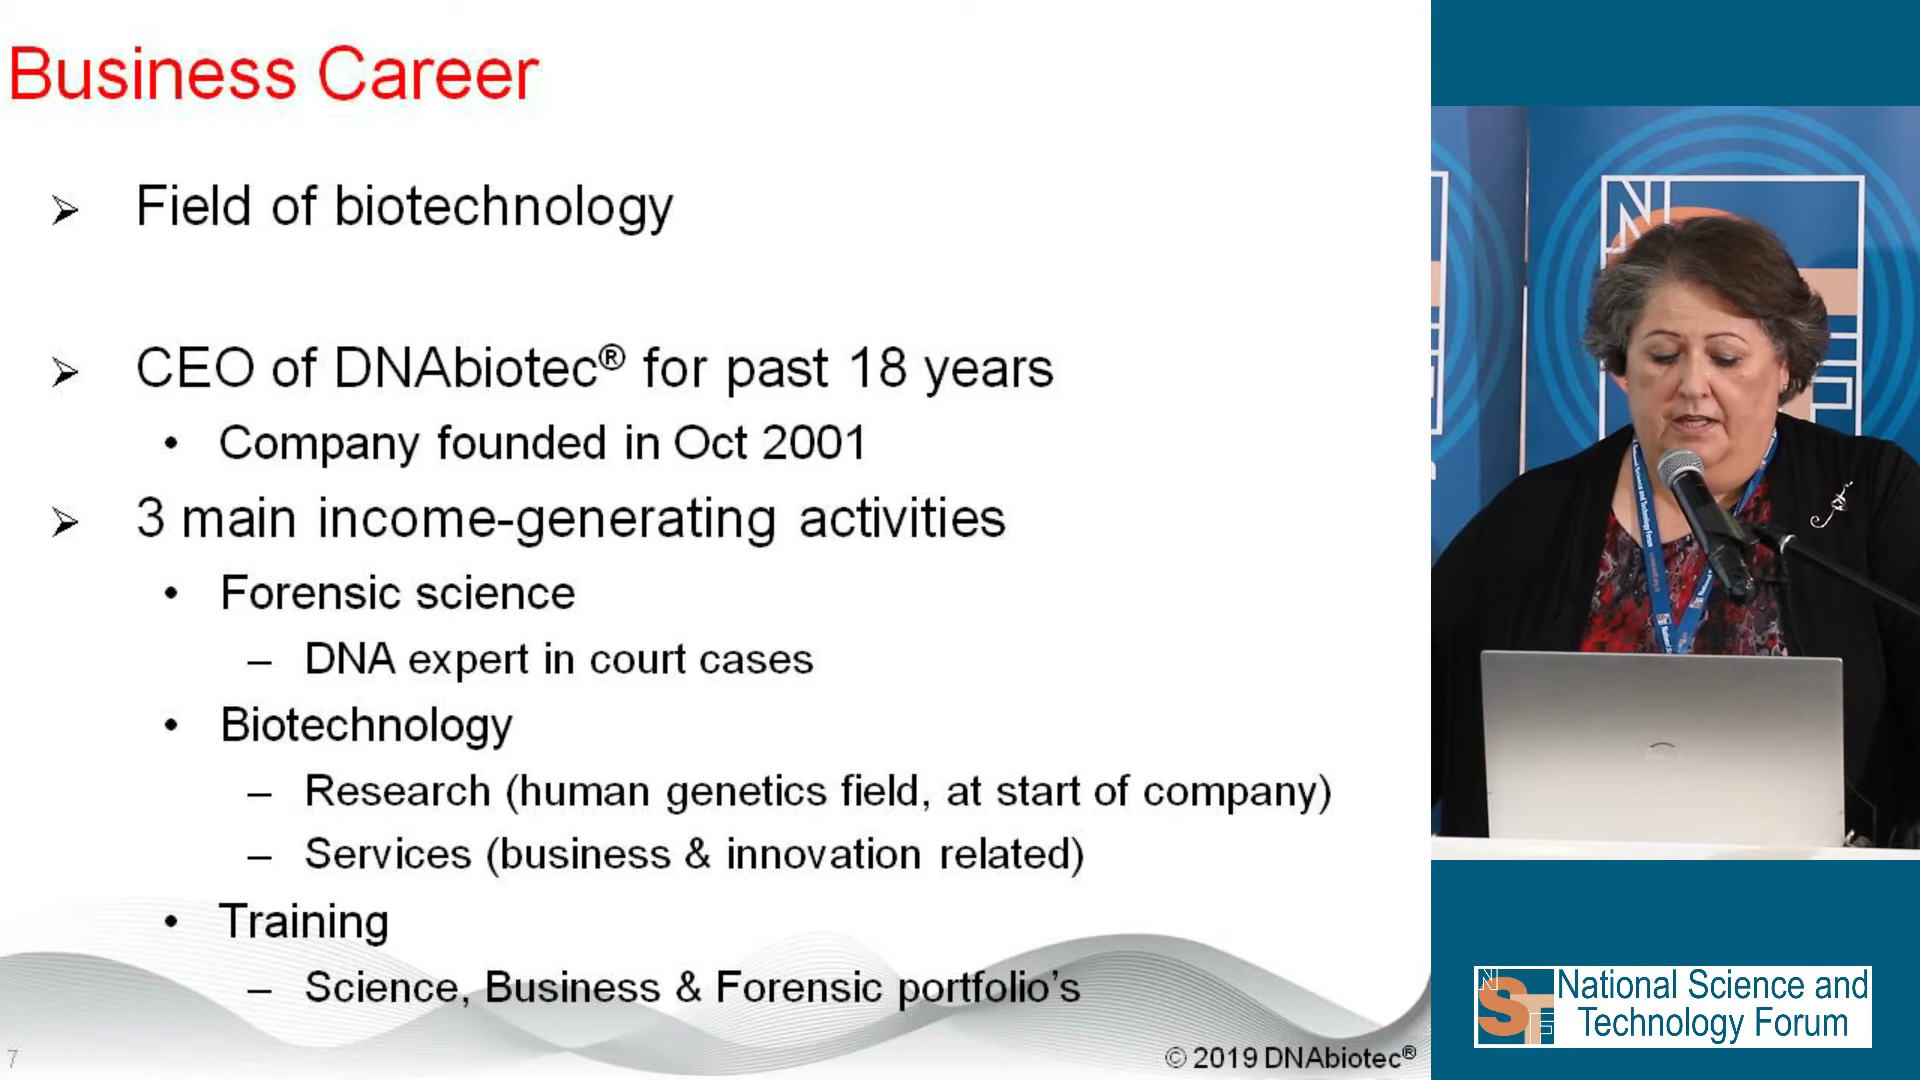 Business Career
➢ Field of biotechnology
➢ CEO of DNAbiotec® for past 18 years
• Company founded in Oct 2001
➢ 3 main income-generating activities
• Forensic science
– DNA expert in court cases
• Biotechnology
– Research (human genetics field, at start of company)
– Services (business & innovation related)
• Training
– Science, Business & Forensic portfolio's
7
© 2019 DNAbiotec®
National Science and
Technology Forum